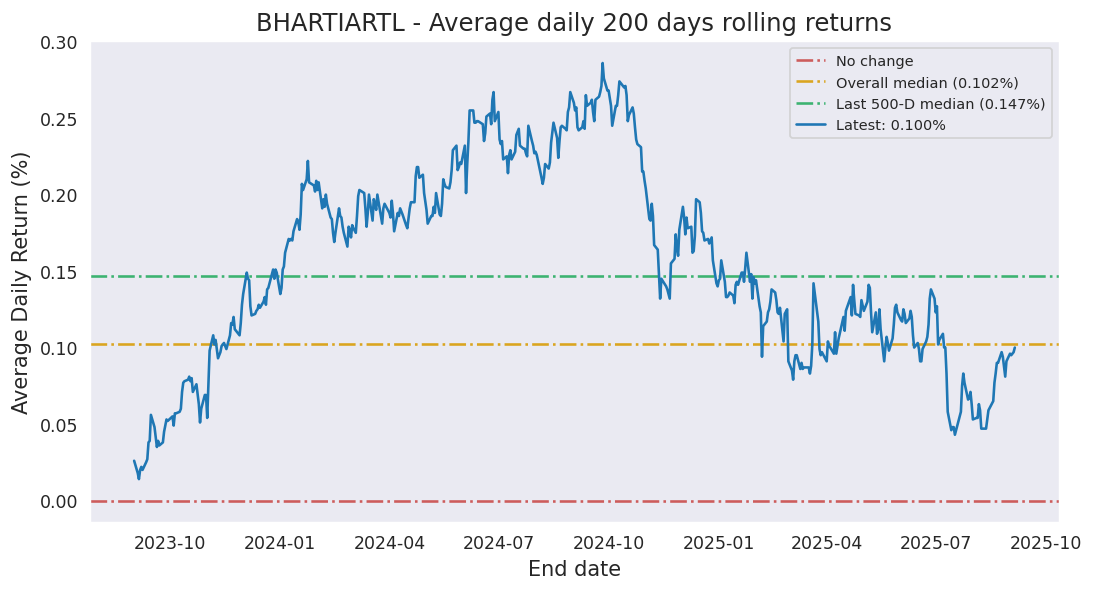 BHARTIARTL - Average daily 200 days rolling returns
0.30
0.25
0.20
0.15
0.10
0.05
0.00
Average Daily Return (%)
No change
Overall median (0.102%)
Last 500-D median (0.147%)
Latest: 0.100%
2023-10
2024-01
2024-04
2024-07
2024-10
2025-01
2025-04
2025-07
2025-10
End date